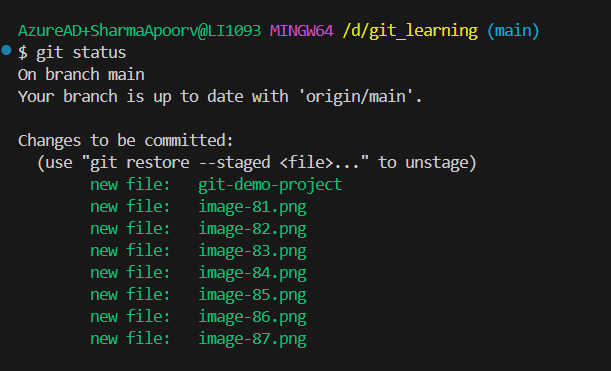 AzureAD+SharmaApoorv@LI1093 MINGW64 /d/git_learning (main)
$ git status
On branch main
Your branch is up to date with 'origin/main'.
Changes to be committed:
(use "git restore --staged <file>..." to unstage)
new file: git-demo-project
new file: image-81.png
new file: image-82.png
new file: image-83.png
new file: image-84.png
new file: image-85.png
new file: image-86.png
new file: image-87.png